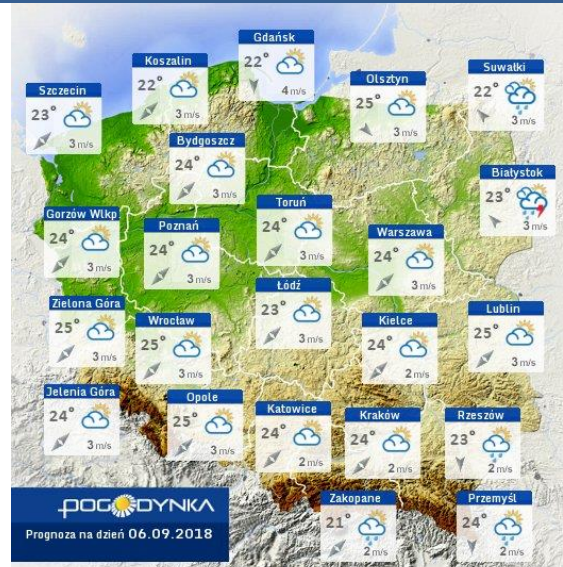 Gdańsk
22°
4 m/s
Koszalin
22°
3 m/s
Szczecin
23°
3 m/s
Olsztyn
25°
3 m/s
Suwałki
22°
3 m/s
Bydgoszcz
24°
3 m/s
Białystok
23°
3 m/s
Gorzów Wlkp
24°
3 m/s
Poznań
24°
3 m/s
Toruń
24°
3 m/s
Warszawa
24°
3 m/s
Zielona Góra
25°
3 m/s
Wrocław
25°
3 m/s
Łódź
23°
3 m/s
Kielce
24°
2 m/s
Lublin
25°
3 m/s
Jelenia Góra
24°
3 m/s
Opole
25°
3 m/s
Katowice
24°
2 m/s
Kraków
24°
2 m/s
Rzeszów
23°
2 m/s
Zakopane
21°
2 m/s
Przemyśl
24°
2 m/s
POGODYNKA
Prognoza na dzień 06.09.2018